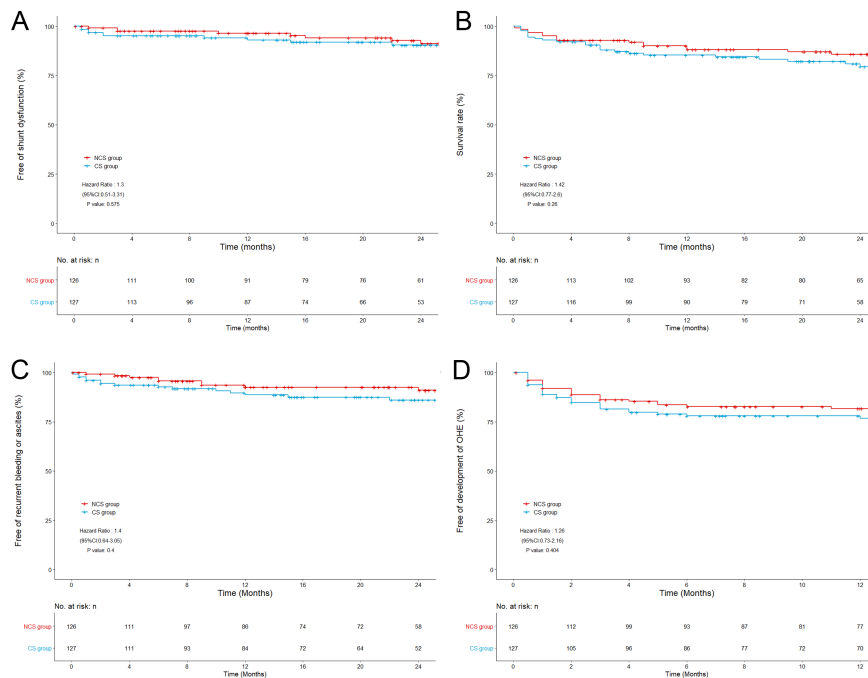 A
Free of shunt dysfunction (%)
100
75
50
25
0
NCS group
CS group
Hazard Ratio : 1.3
(95%CI:0.51-3.31)
P value: 0.575
0 4 8 12 16 20 24
Time (months)
No. at risk: n
NCS group 126 111 100 91 79 76 61
CS group 127 113 96 87 74 66 53
0 4 8 12 16 20 24
Time (months)
B
Survival rate (%)
100
75
50
25
0
NCS group
CS group
Hazard Ratio : 1.42
(95%CI:0.77-2.6)
P value: 0.26
0 4 8 12 16 20 24
Time (months)
No. at risk: n
NCS group 126 113 102 93 82 80 65
CS group 127 116 99 90 79 71 58
0 4 8 12 16 20 24
Time (months)
C
Free of recurrent bleeding or ascites (%)
100
75
50
25
0
NCS group
CS group
Hazard Ratio : 1.4
(95%CI:0.64-3.05)
P value: 0.4
0 4 8 12 16 20 24
Time (Months)
No. at risk: n
NCS group 126 111 97 86 74 72 58
CS group 127 111 93 84 72 64 52
0 4 8 12 16 20 24
Time (Months)
D
Free of development of OHE (%)
100
75
50
25
0
NCS group
CS group
Hazard Ratio : 1.26
(95%CI:0.73-2.16)
P value: 0.404
0 2 4 6 8 10 12
Time (Months)
No. at risk: n
NCS group 126 112 99 93 87 81 77
CS group 127 105 96 86 77 72 70
0 2 4 6 8 10 12
Time (Months)